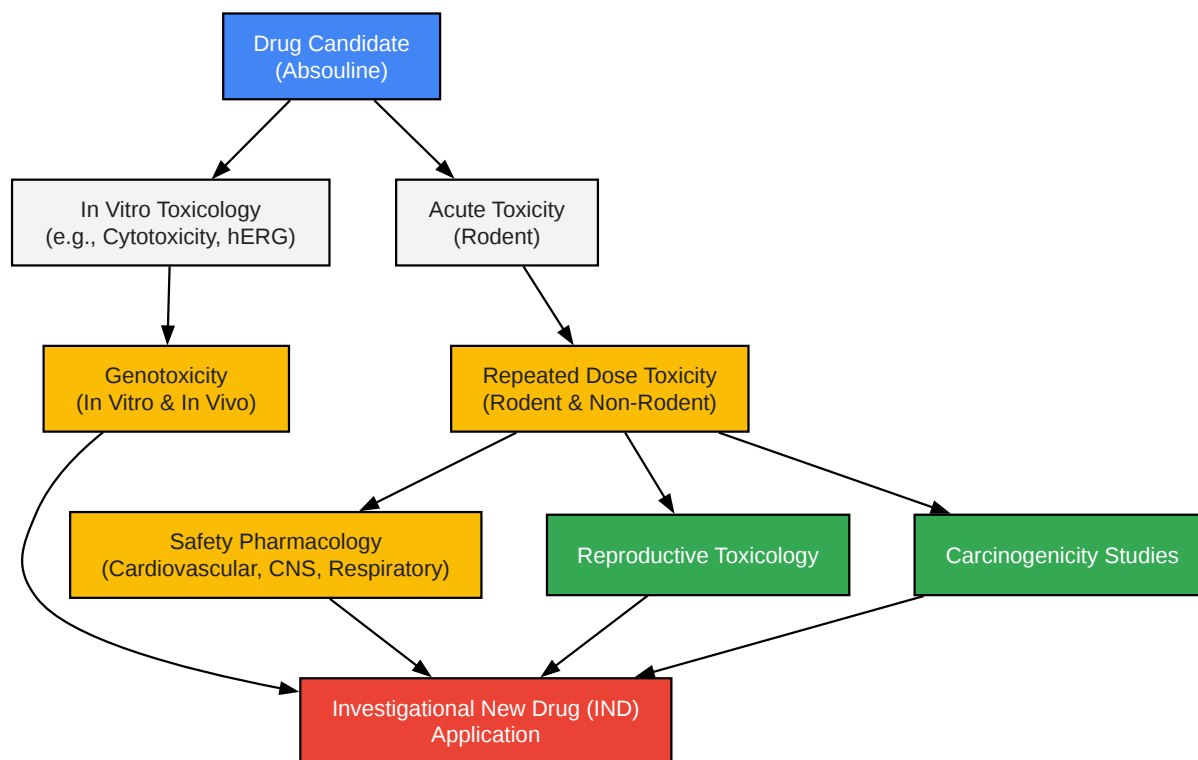 Drug Candidate
(Absouline)
In Vitro Toxicology
(e.g., Cytotoxicity, hERG)
Acute Toxicity
(Rodent)
Genotoxicity
(In Vitro & In Vivo)
Repeated Dose Toxicity
(Rodent & Non-Rodent)
Safety Pharmacology
(Cardiovascular, CNS, Respiratory)
Reproductive Toxicology
Carcinogenicity Studies
Investigational New Drug (IND)
Application